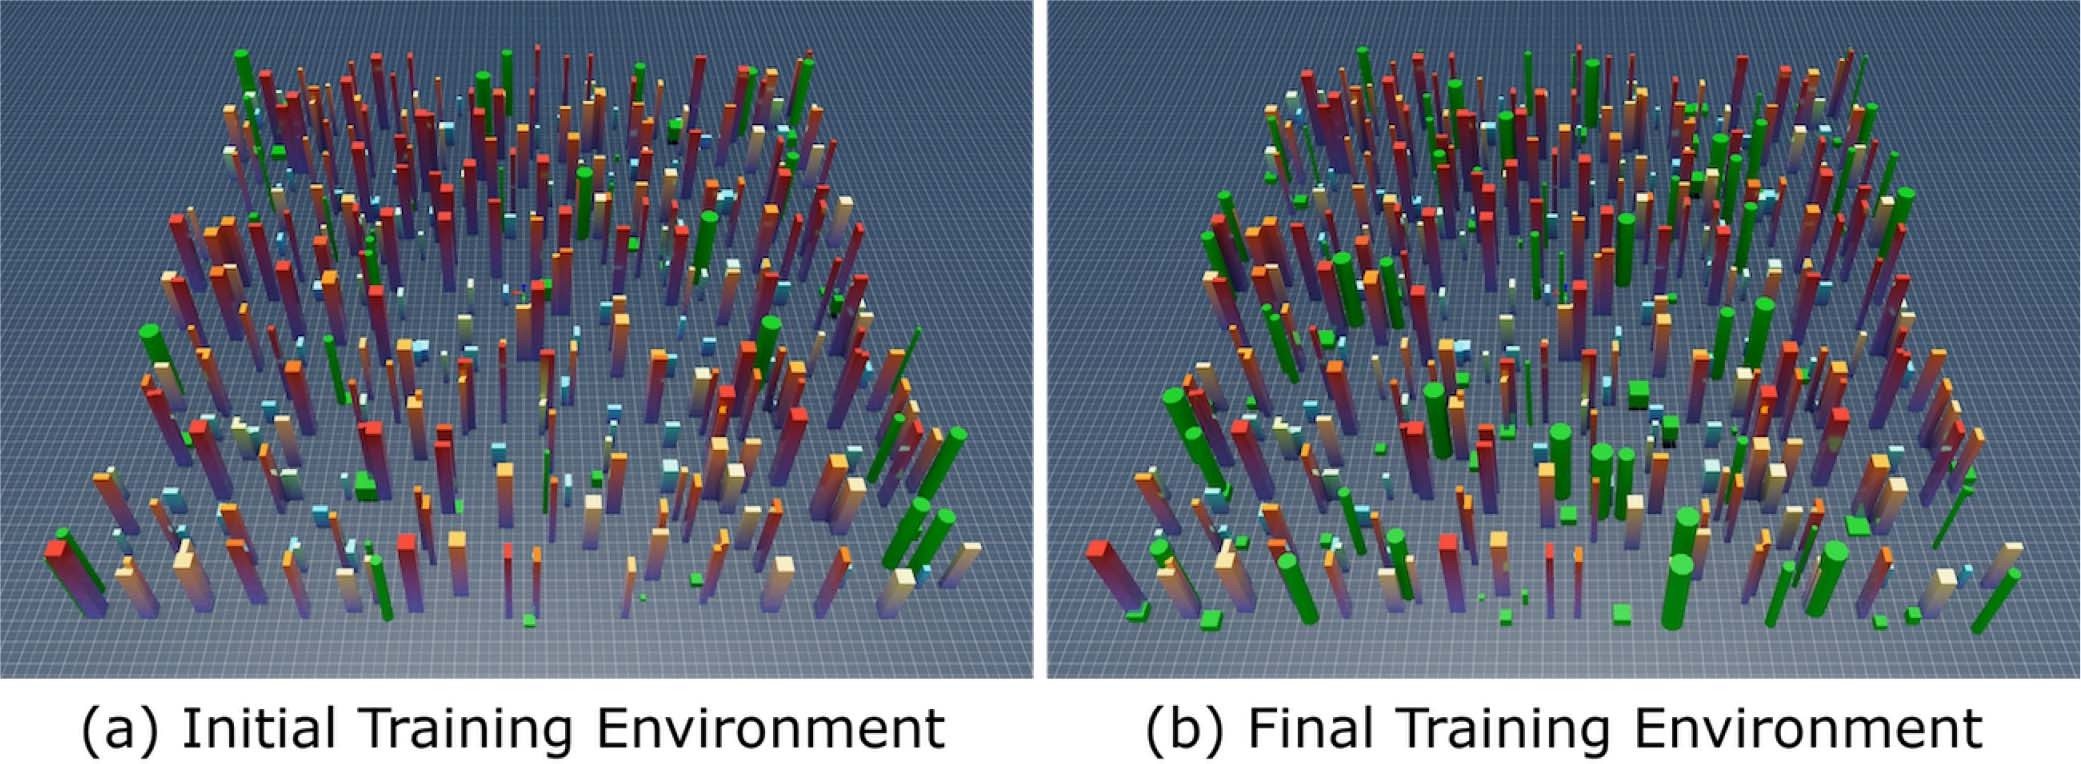 (a) Initial Training Environment
(b) Final Training Environment